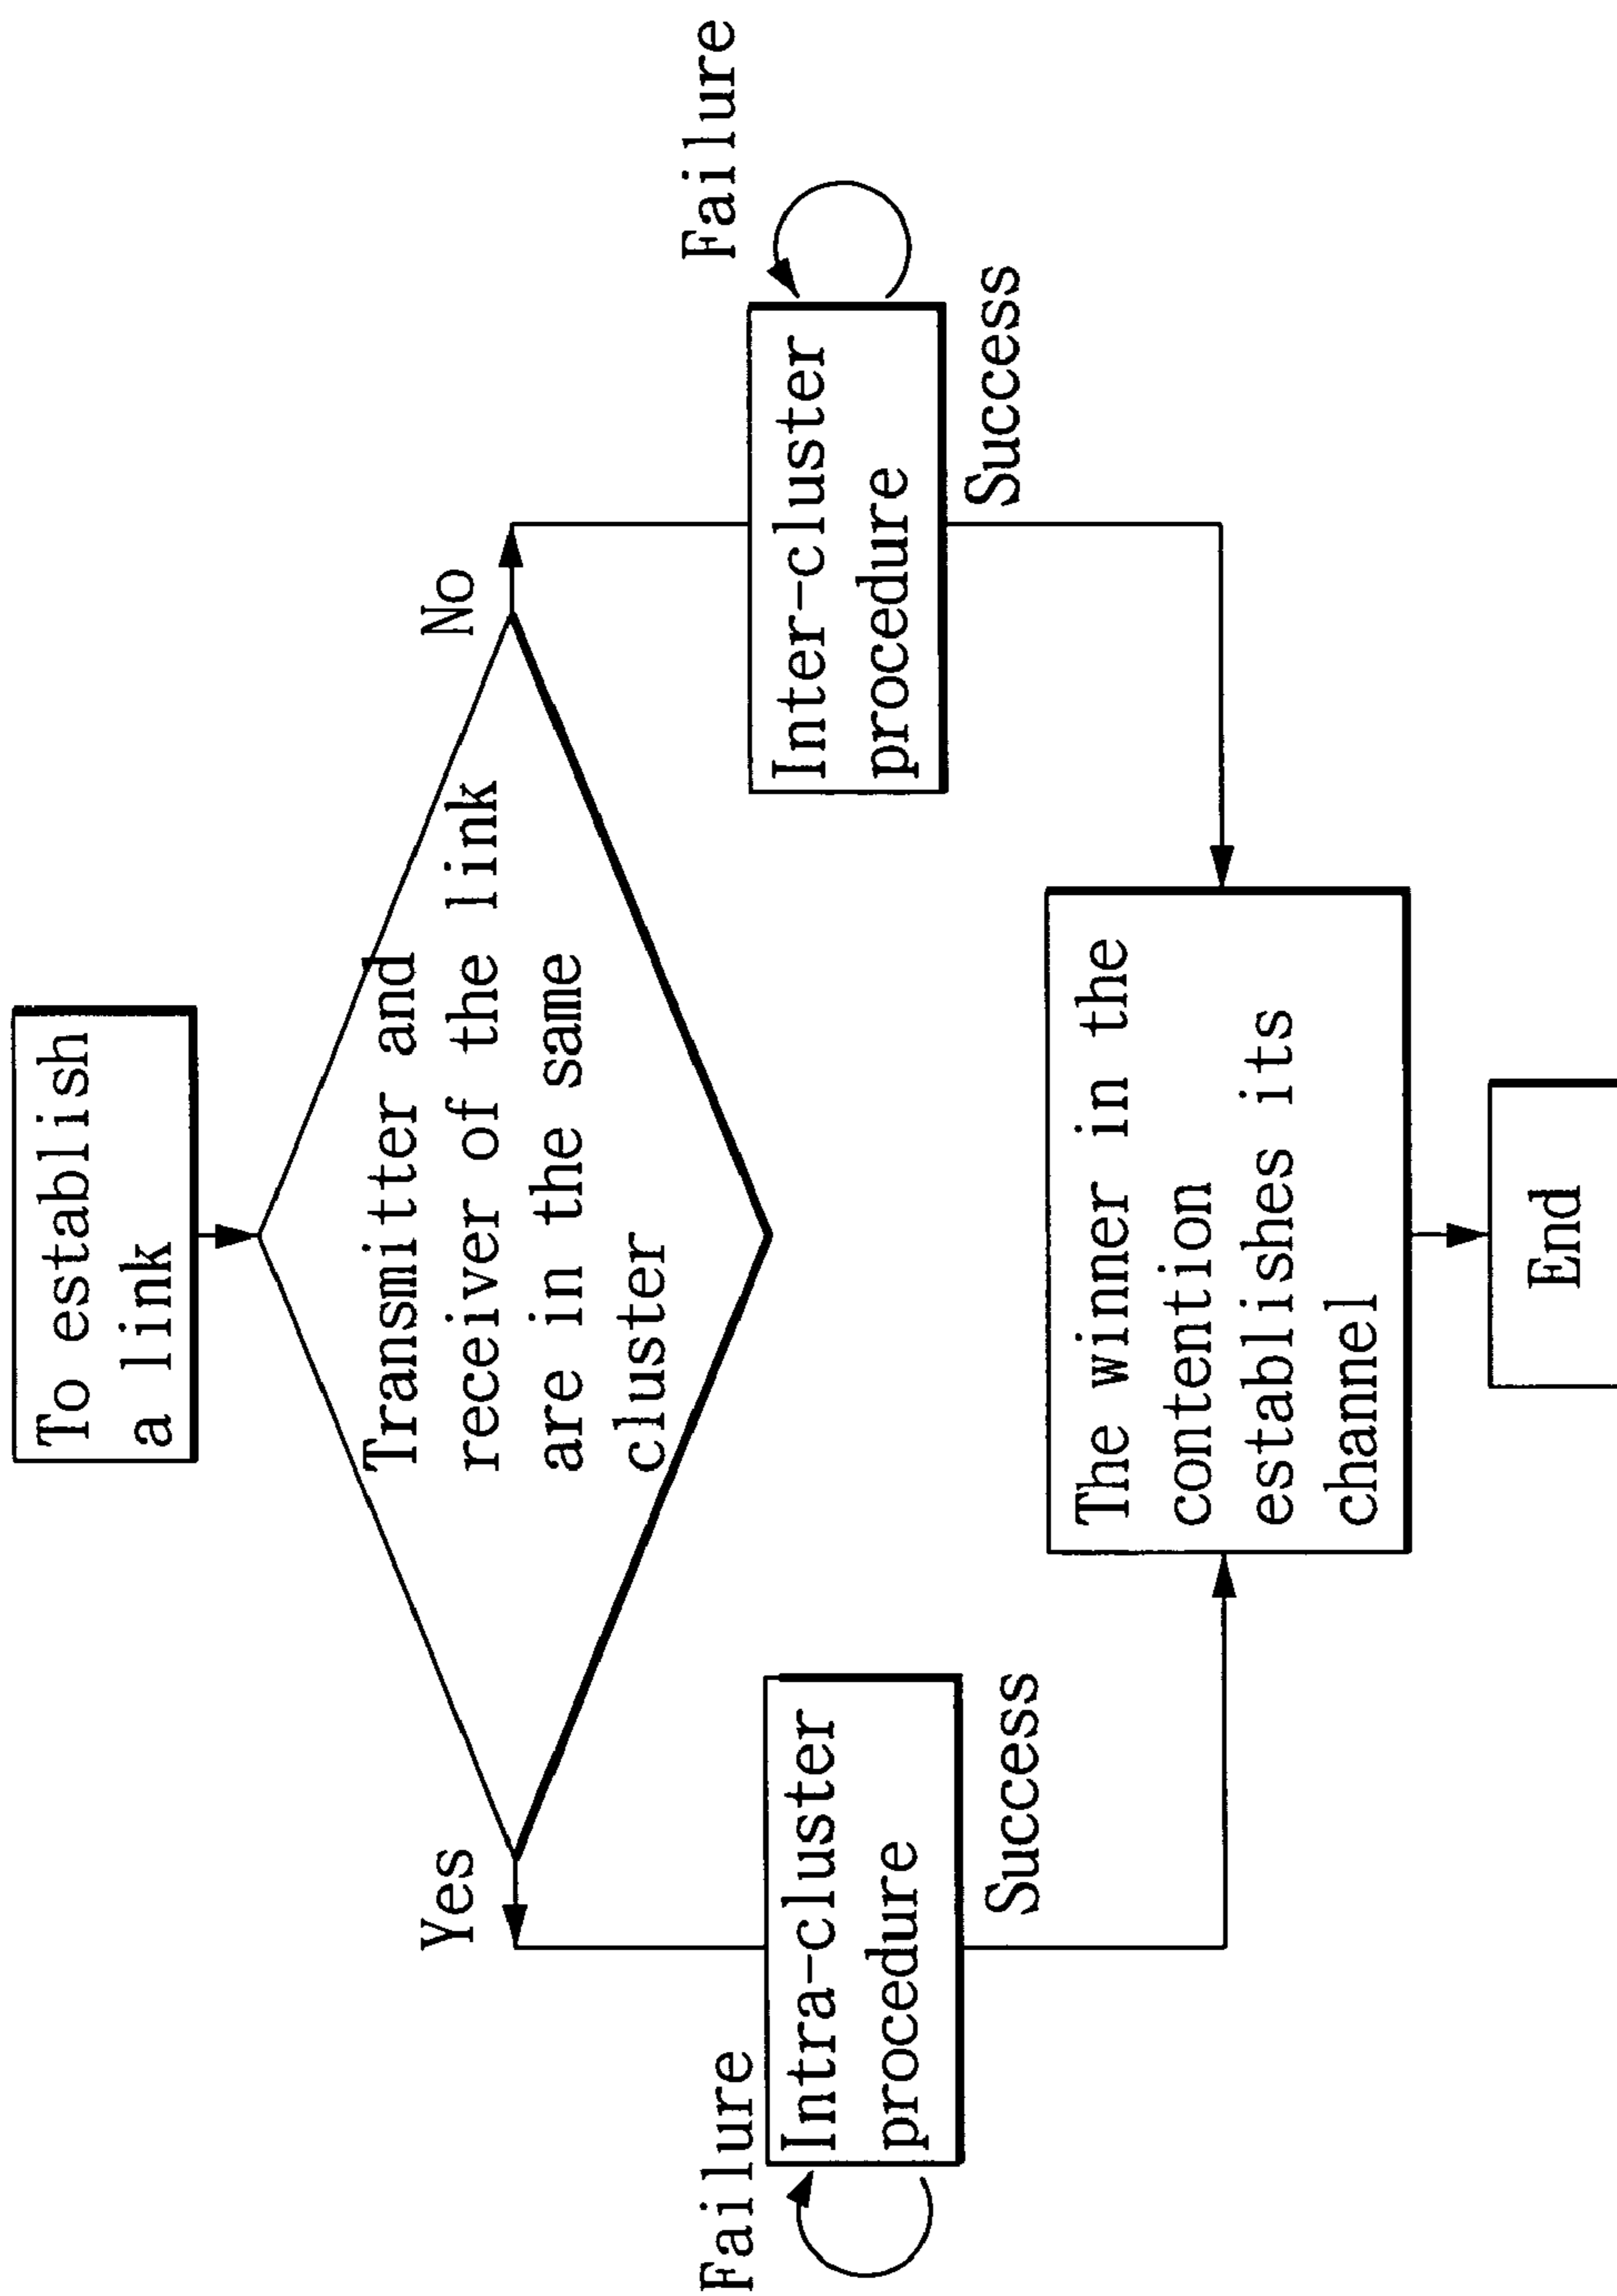 To establish
a link
Transmitter and
receiver of the link
are in the same
cluster
Yes
No
Failure
Intra-cluster
procedure
Success
Failure
Inter-cluster
procedure
Success
The winner in the
contention
establishes its
channel
End